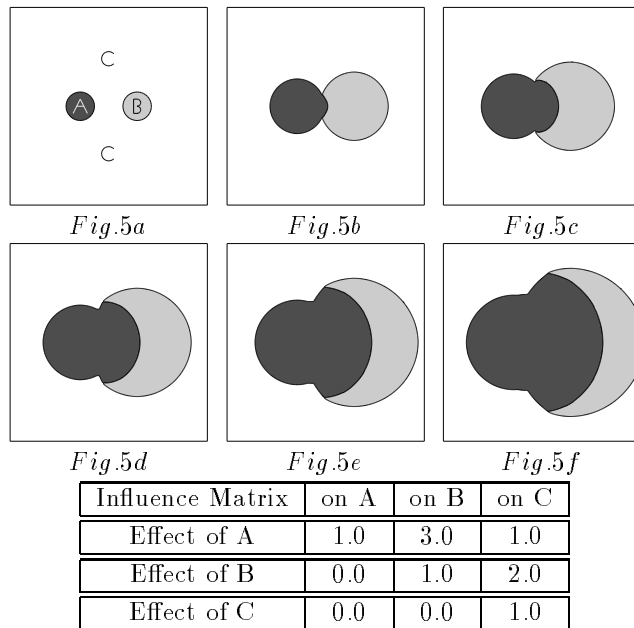 C
A B
C
Fig.5a Fig.5b Fig.5c
Fig.5d Fig.5e Fig.5f
Influence Matrix on A on B on C
Effect of A 1.0 3.0 1.0
Effect of B 0.0 1.0 2.0
Effect of C 0.0 0.0 1.0